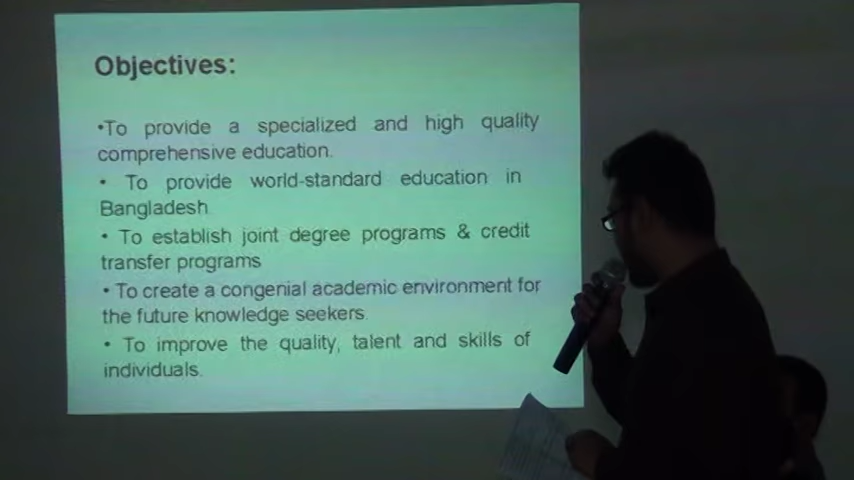 Objectives:
•To provide a specialized and high quality
comprehensive education.
• To provide world-standard education in
Bangladesh
• To establish joint degree programs & credit
transfer programs
• To create a congenial academic environment for
the future knowledge seekers.
• To improve the quality, talent and skills of
individuals.